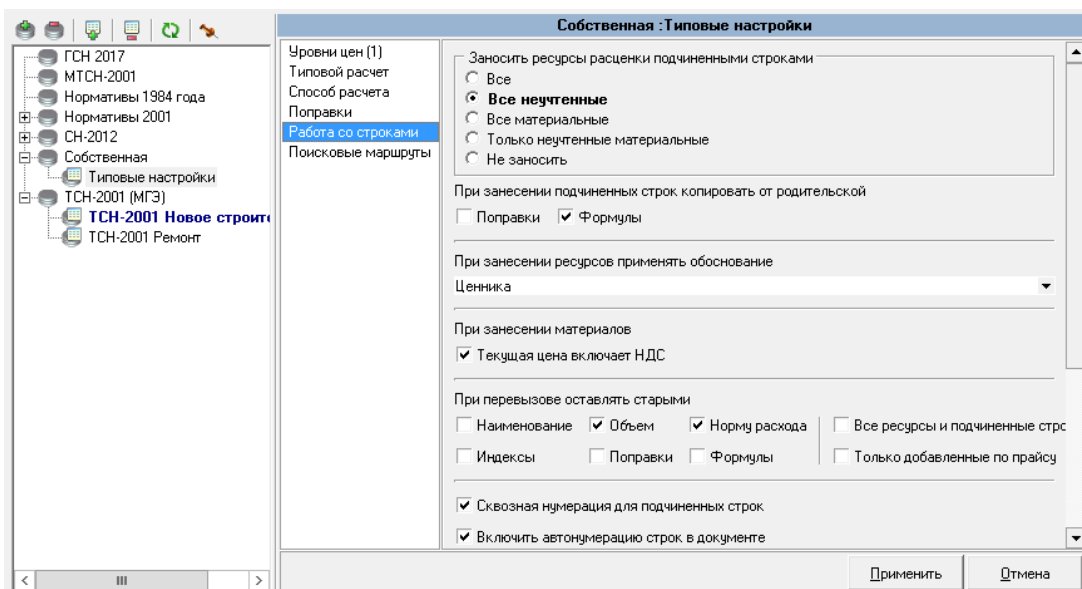 Собственная :Типовые настройки
ГСН 2017
МТСН-2001
Нормативы 1984 года
Нормативы 2001
СН-2012
Собственная
Типовые настройки
ТСН-2001 (МГЭ)
ТСН-2001 Новое строите
ТСН-2001 Ремонт
Уровни цен (1)
Типовой расчет
Способ расчета
Поправки
Работа со строками
Поисковые маршруты
Заносить ресурсы расценки подчиненными строками
Все
Все неучтенные
Все материальные
Только неучтенные материальные
Не заносить
При занесении подчиненных строк копировать от родительской
Поправки Формулы
При занесении ресурсов применять обоснование
Ценника
При занесении материалов
Текущая цена включает НДС
При перевызове оставлять старыми
Наименование Объем Норму расхода Все ресурсы и подчиненные стро
Индексы Поправки Формулы Только добавленные по прайсу
Сквозная нумерация для подчиненных строк
Включить автонумерацию строк в документе
Применить Отмена